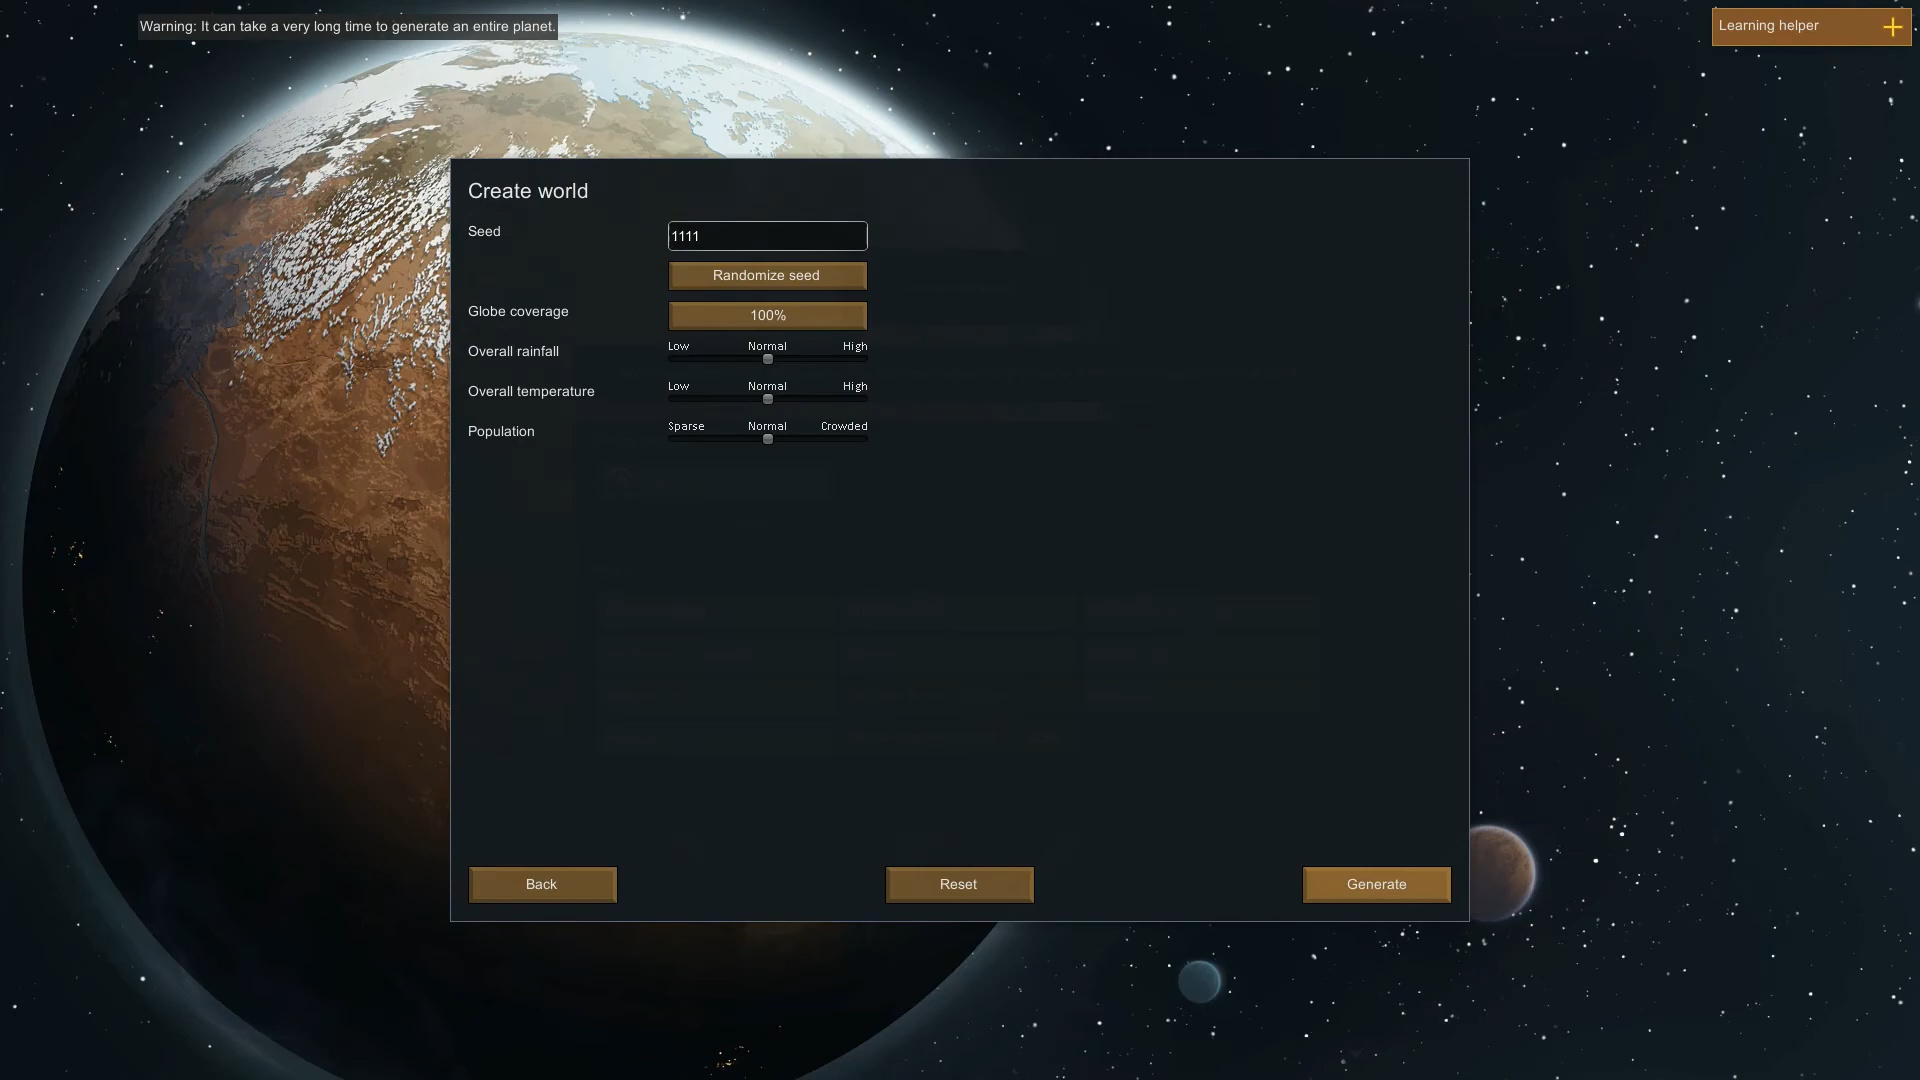 Warning: It can take a very long time to generate an entire planet.
Learning helper
Create world
Seed
1111
Randomize seed
Globe coverage
100%
Overall rainfall
Low Normal High
Overall temperature
Low Normal High
Population
Sparse Normal Crowded
Back
Reset
Generate